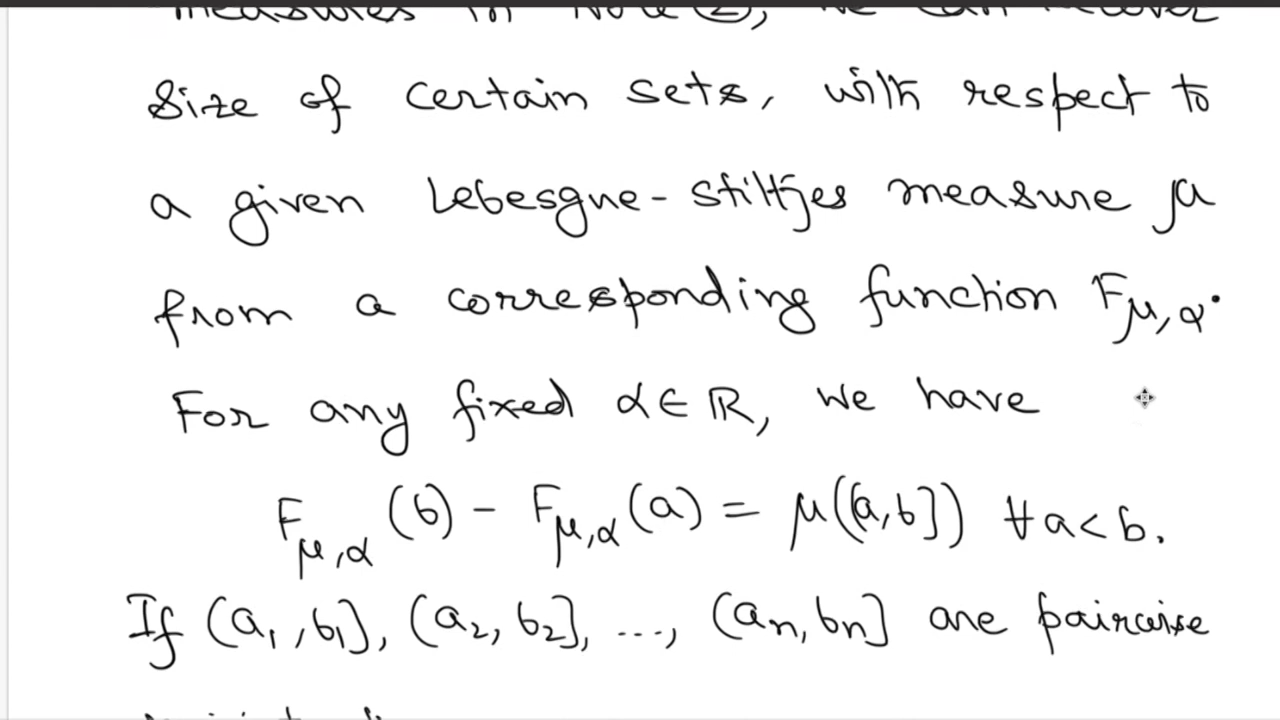 size of certain sets, with respect to
a given Lebesgue-Stiltjes measure μ
from a corresponding function F_{μ,α}.
For any fixed α∈ℝ, we have
F_{μ,α}(b) - F_{μ,α}(a) = μ((a,b]) ∀a<b.
If (a₁,b₁], (a₂,b₂], ..., (aₙ,bₙ] are pairwise